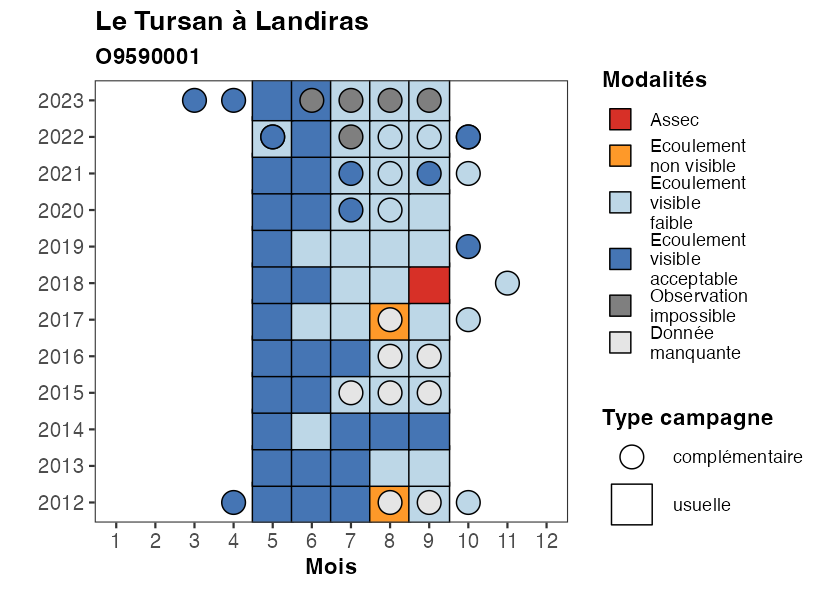 Le Tursan à Landiras
O9590001
2023
2022
2021
2020
2019
2018
2017
2016
2015
2014
2013
2012
1 2 3 4 5 6 7 8 9 10 11 12
Mois
Modalités
Assec
Ecoulement
non visible
Ecoulement
visible
faible
Ecoulement
visible
acceptable
Observation
impossible
Donnée
manquante
Type campagne
complémentaire
usuelle